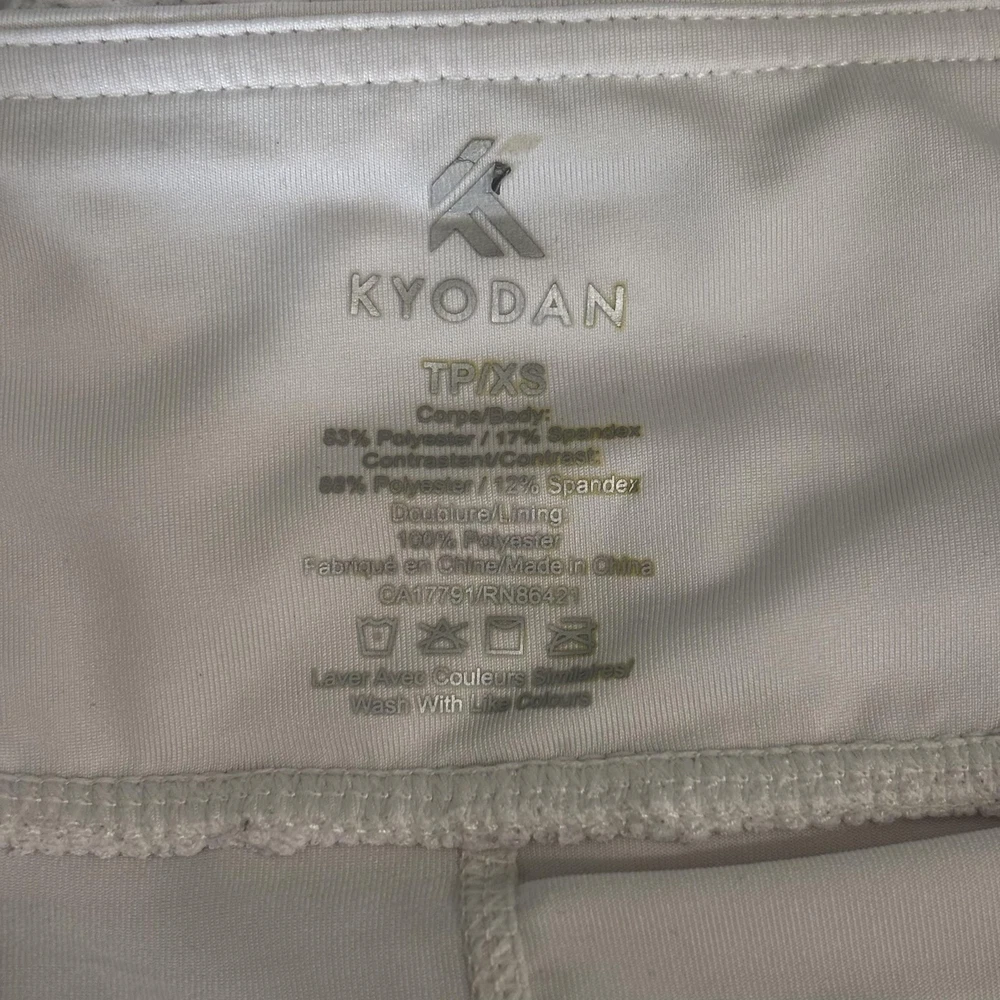 KYODAN
TP/XS
Corps/Body:
83% Polyester / 17% Spandex
Contrastant/Contrast:
88% Polyester / 12% Spandex
Doublure/Lining:
100% Polyester
Fabriqué en Chine/Made in China
CA17791/RN86421
Laver Avec Couleurs Similaires/
Wash With Like Colours